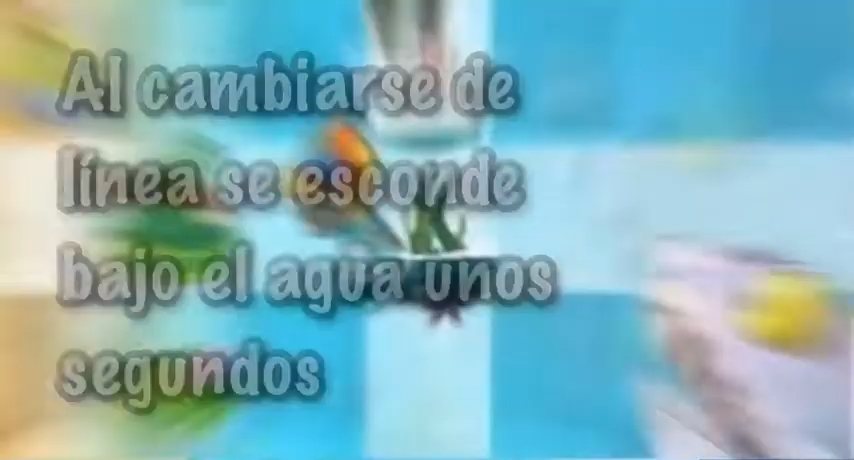 Al cambiarse de
línea se esconde
bajo el agua unos
segundos